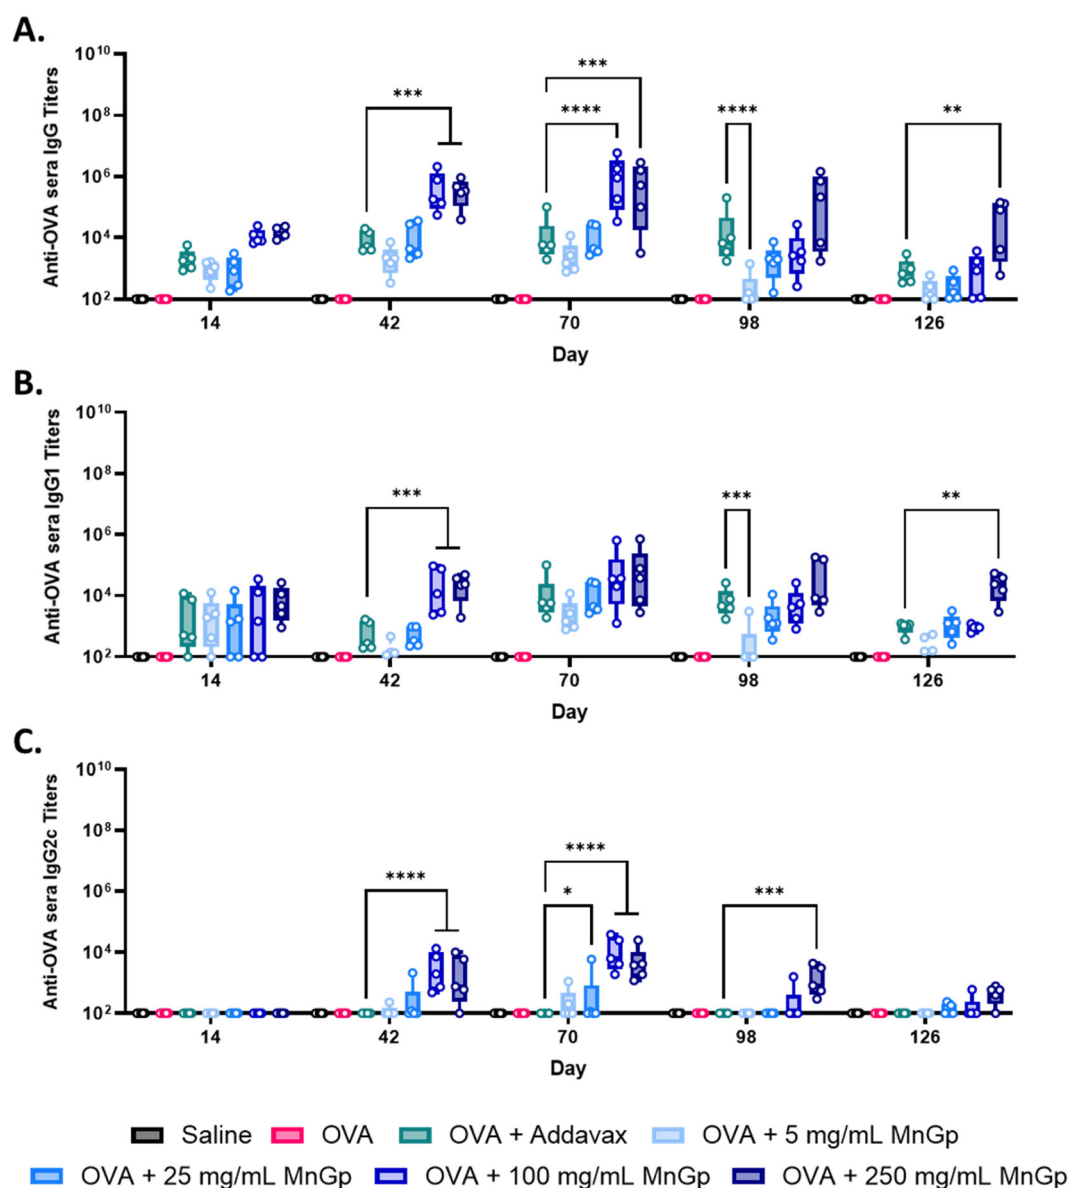 A.
Anti-OVA sera IgG Titers
10¹⁰
10⁸
10⁶
10⁴
10²
***
****
***
****
**
14 42 70 98 126
Day
B.
Anti-OVA sera IgG1 Titers
10¹⁰
10⁸
10⁶
10⁴
10²
***
***
**
14 42 70 98 126
Day
C.
Anti-OVA sera IgG2c Titers
10¹⁰
10⁸
10⁶
10⁴
10²
****
****
*
***
14 42 70 98 126
Day
Saline OVA OVA + Addavax OVA + 5 mg/mL MnGp
OVA + 25 mg/mL MnGp OVA + 100 mg/mL MnGp OVA + 250 mg/mL MnGp